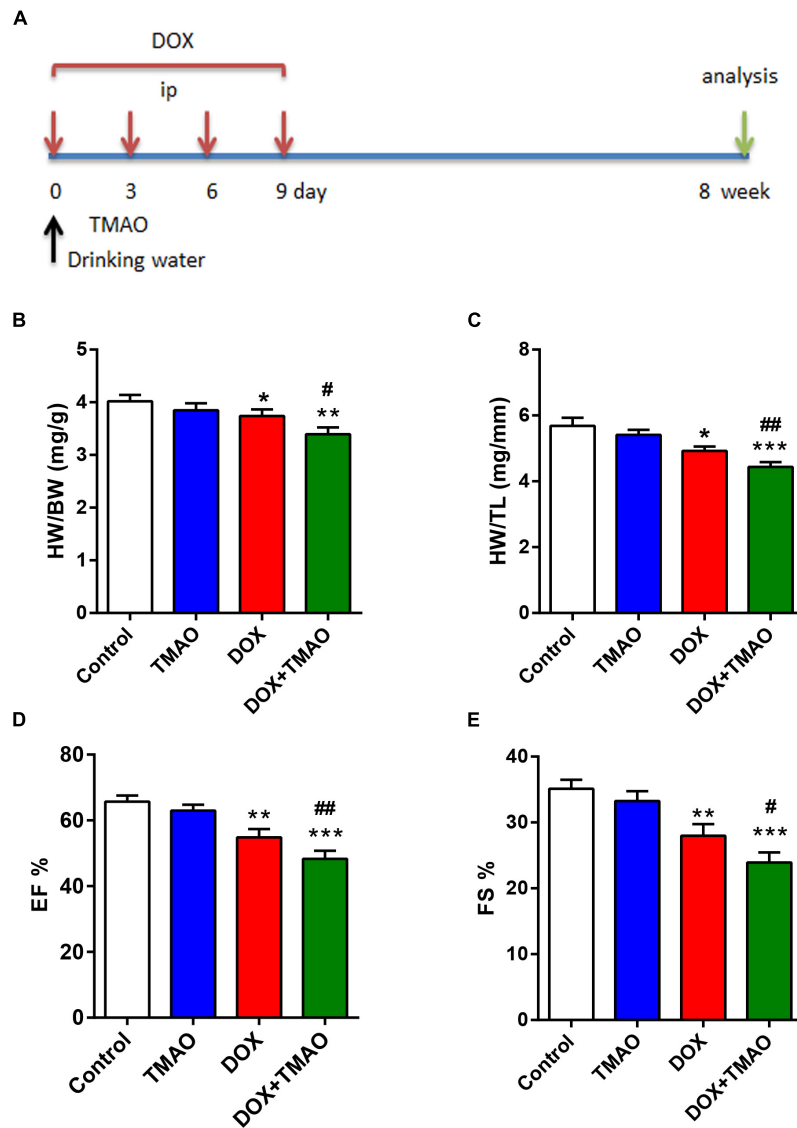 A
DOX
ip
analysis
0 3 6 9 day 8 week
TMAO
Drinking water
B
HW/BW (mg/g)
5
4
3
2
1
0
*
#
**
Control TMAO DOX DOX+TMAO
C
HW/TL (mg/mm)
8
6
4
2
0
*
##
***
Control TMAO DOX DOX+TMAO
D
EF %
80
60
40
20
0
**
##
***
Control TMAO DOX DOX+TMAO
E
FS %
40
30
20
10
0
**
#
***
Control TMAO DOX DOX+TMAO